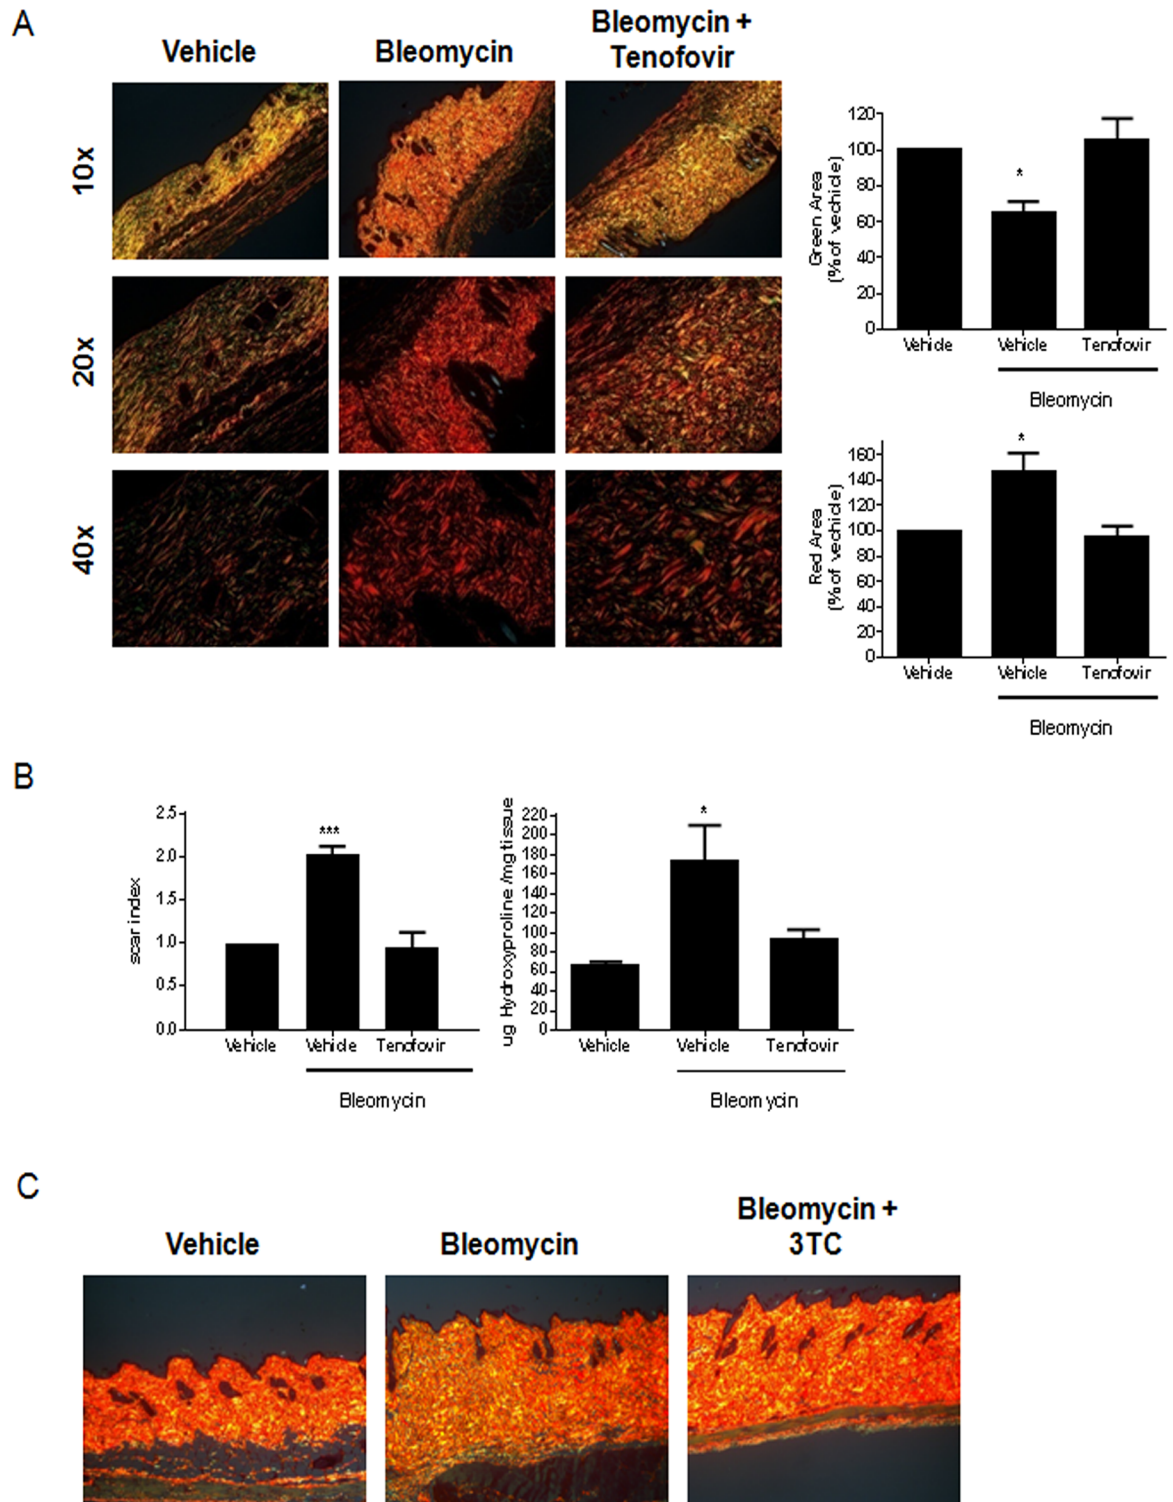 A
Vehicle
Bleomycin
Bleomycin +
Tenofovir
10x
20x
40x
Green Area
(% of vechicle)
120
100
80
60
40
20
0
Vehicle
Vehicle
Tenofovir
Bleomycin
*
Red Area
(% of vechicle)
160
140
120
100
80
60
40
20
0
Vehicle
Vehicle
Tenofovir
Bleomycin
*
B
scar index
2.5
2.0
1.5
1.0
0.5
0.0
Vehicle
Vehicle
Tenofovir
Bleomycin
***
ug Hydroxyproline /mg tissue
220
200
180
160
140
120
100
80
60
40
20
0
Vehicle
Vehicle
Tenofovir
Bleomycin
*
C
Vehicle
Bleomycin
Bleomycin +
3TC